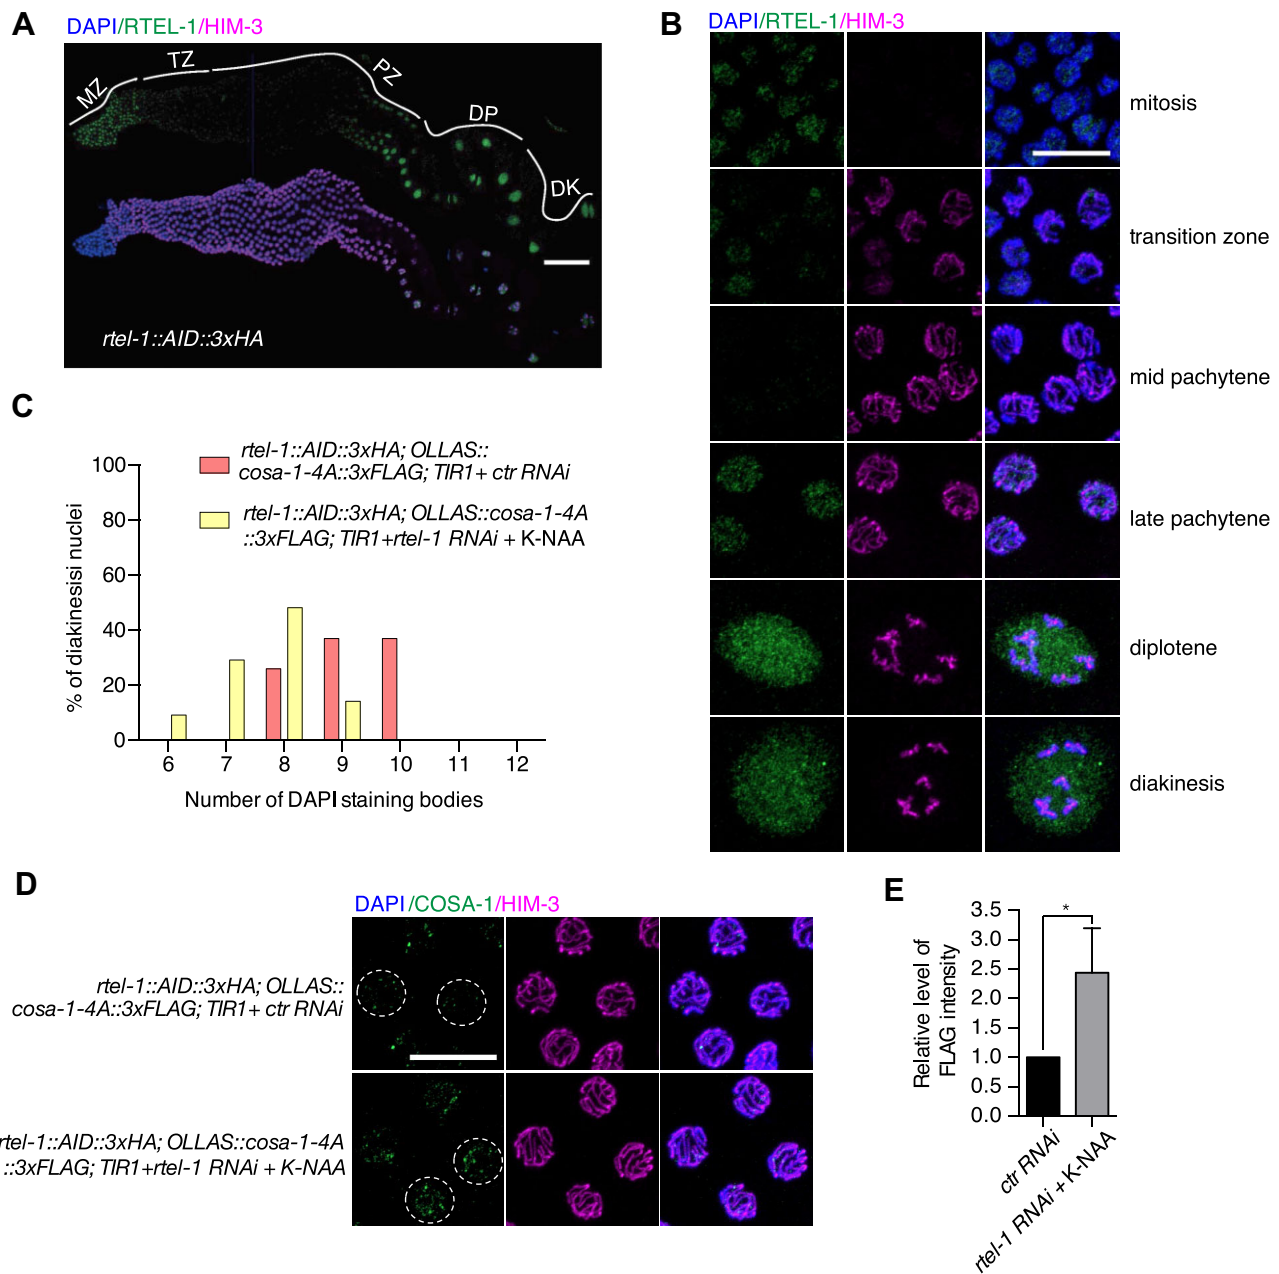 A
DAPI/RTEL-1/HIM-3
MZ
TZ
PZ
DP
DK
rtel-1::AID::3xHA
B
DAPI/RTEL-1/HIM-3
mitosis
transition zone
mid pachytene
late pachytene
diplotene
diakinesis
C
rtel-1::AID::3xHA; OLLAS::
cosa-1-4A::3xFLAG; TIR1+ ctr RNAi
rtel-1::AID::3xHA; OLLAS::cosa-1-4A
::3xFLAG; TIR1+rtel-1 RNAi + K-NAA
% of diakinesisi nuclei
100
80
60
40
20
0
6 7 8 9 10 11 12
Number of DAPI staining bodies
D
DAPI/COSA-1/HIM-3
rtel-1::AID::3xHA; OLLAS::
cosa-1-4A::3xFLAG; TIR1+ ctr RNAi
rtel-1::AID::3xHA; OLLAS::cosa-1-4A
::3xFLAG; TIR1+rtel-1 RNAi + K-NAA
E
Relative level of
FLAG intensity
3.5
3.0
2.5
2.0
1.5
1.0
0.5
0.0
*
ctr RNAi
rtel-1 RNAi + K-NAA